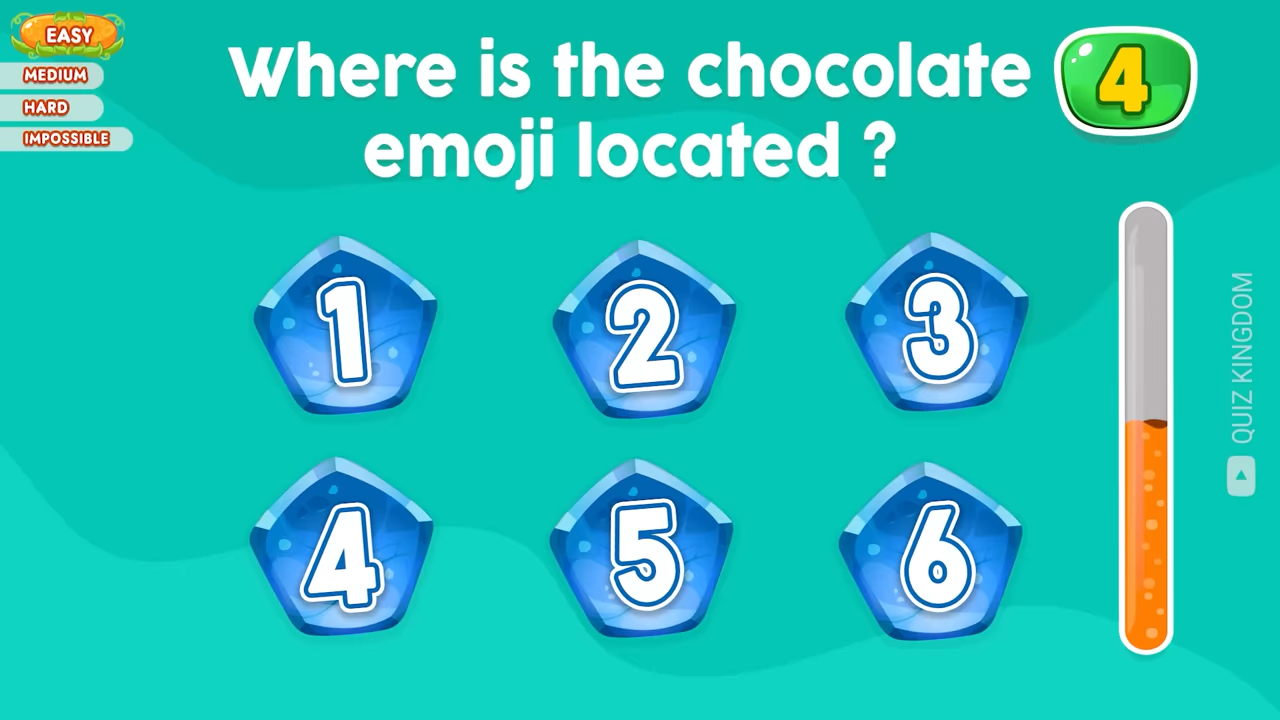 EASY
MEDIUM
HARD
IMPOSSIBLE
Where is the chocolate
emoji located ?
4
1
2
3
4
5
6
QUIZ KINGDOM